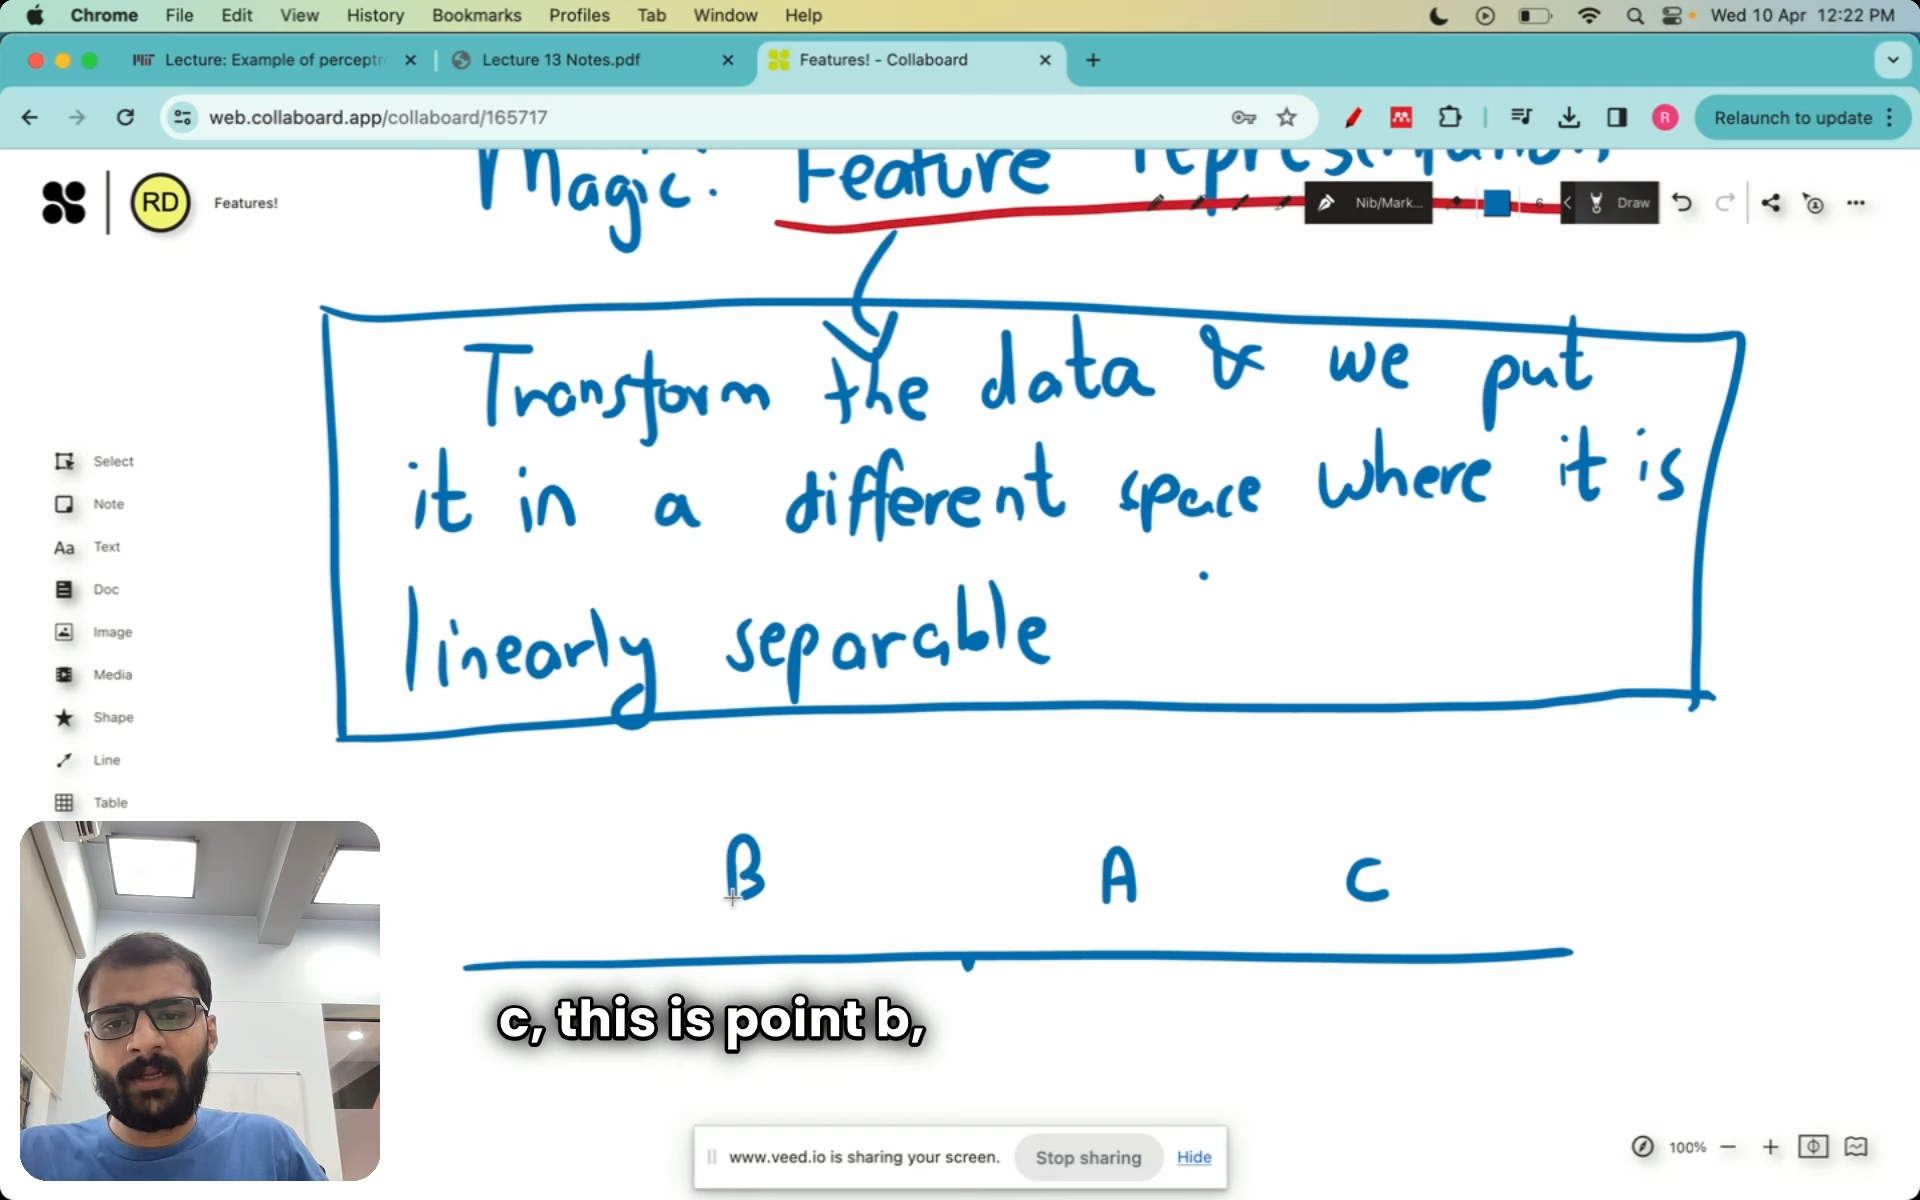 Chrome File Edit View History Bookmarks Profiles Tab Window Help Wed 10 Apr 12:22 PM
Lecture: Example of perceptr Lecture 13 Notes.pdf Features! - Collaboard
web.collaboard.app/collaboard/165717 R Relaunch to update
Magic: Feature representation
RD Features! Nib/Mark... 6 Draw
Transform the data & we put
it in a different space where it is
linearly separable
Select
Note
Aa Text
Doc
Image
Media
Shape
Line
Table
B A C
c, this is point b,
www.veed.io is sharing your screen. Stop sharing Hide
100%